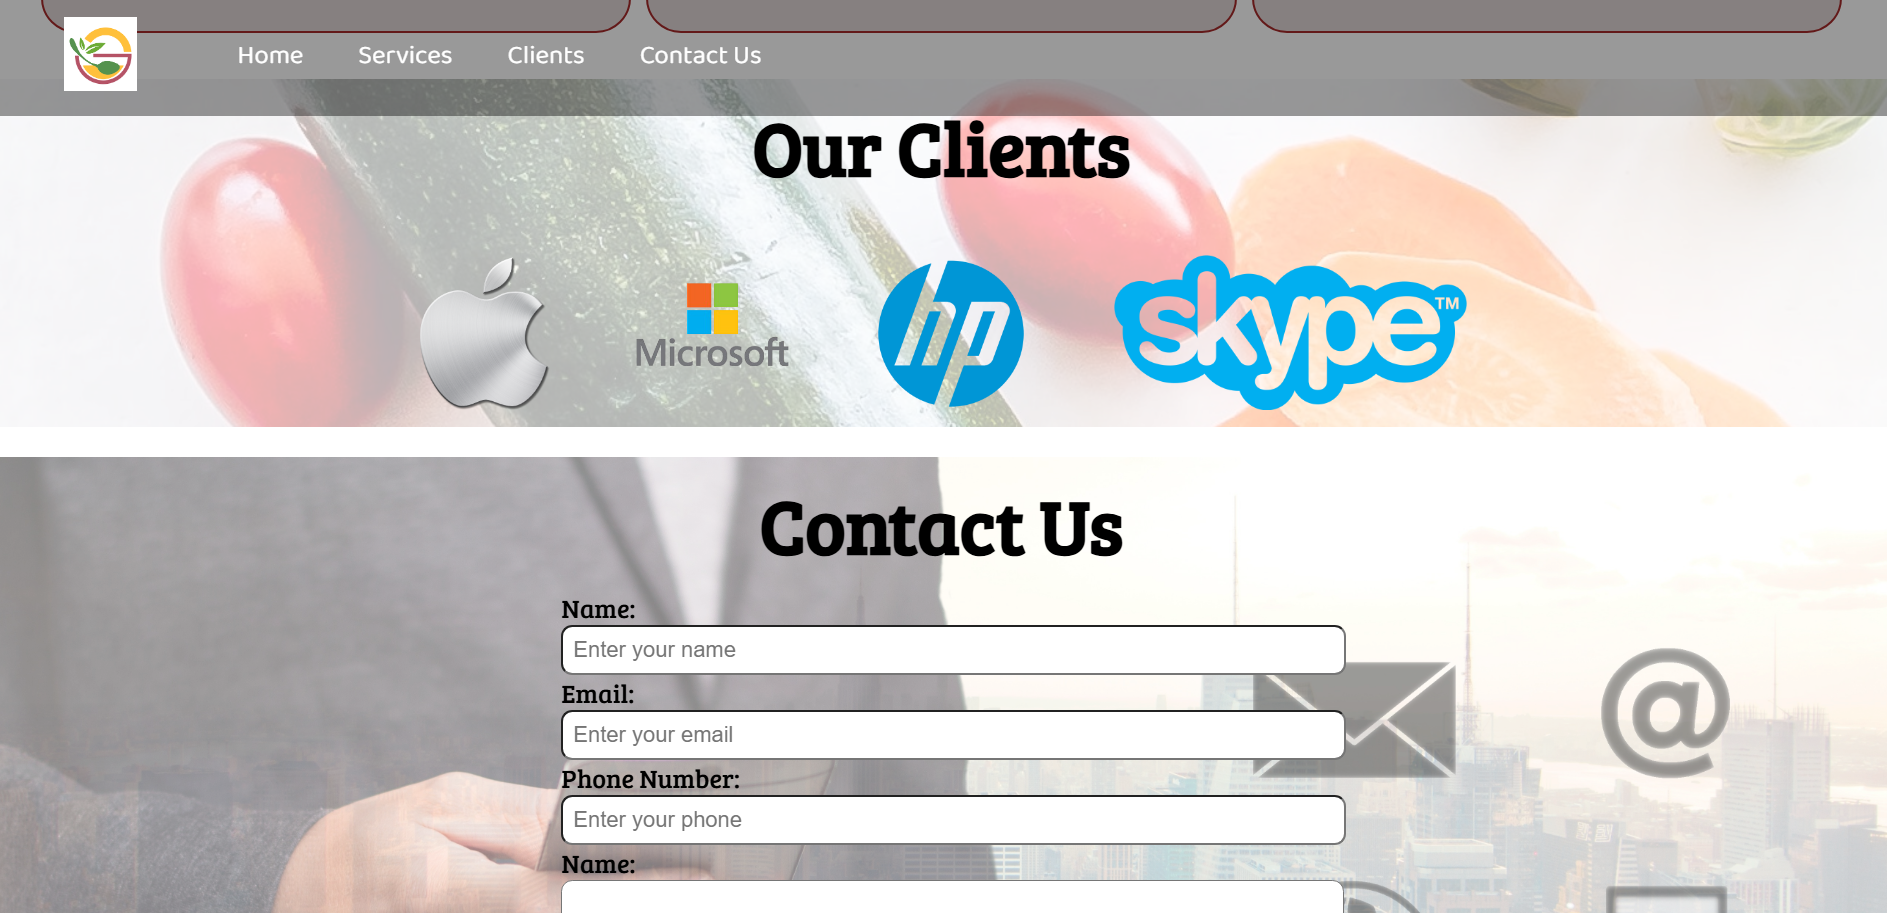 Home Services Clients Contact Us
Our Clients
Microsoft
hp
skype™
Contact Us
Name:
Enter your name
Email:
Enter your email
Phone Number:
Enter your phone
Name: